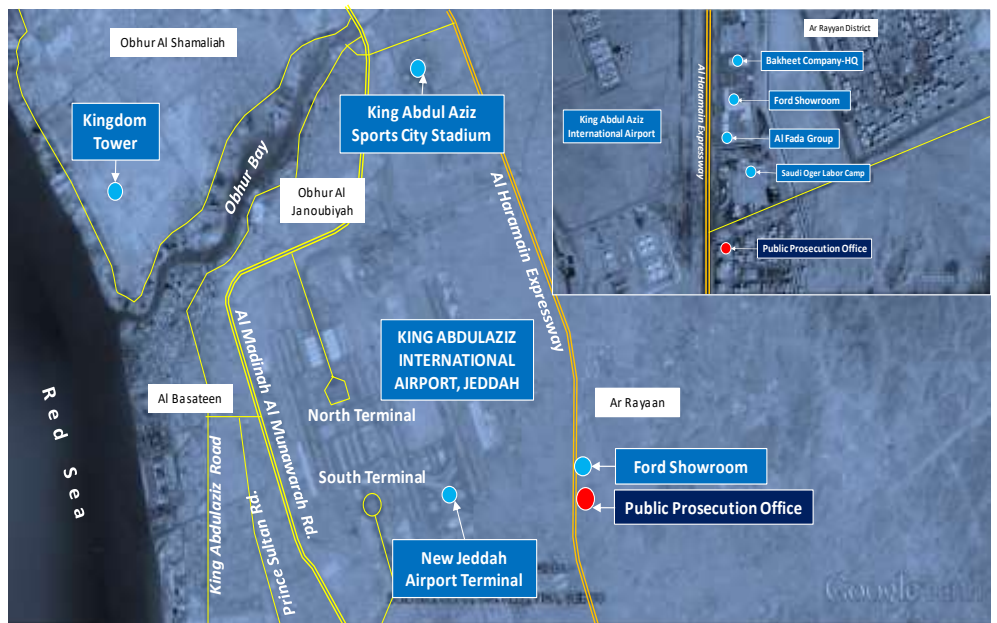 Obhur Al Shamaliah
Kingdom
Tower
Obhur Bay
King Abdul Aziz
Sports City Stadium
Obhur Al
Janoubiyah
Al Haramain Expressway
Ar Rayyan District
Bakheet Company-HQ
Ford Showroom
Al Fada Group
Saudi Oger Labor Camp
Public Prosecution Office
King Abdul Aziz
International Airport
Al Haramain Expressway
KING ABDULAZIZ
INTERNATIONAL
AIRPORT, JEDDAH
Al Madinah Al Munawarah Rd.
Al Basateen
North Terminal
Ar Rayaan
Red Sea
King Abdulaziz Road
Prince Sultan Rd.
South Terminal
Ford Showroom
Public Prosecution Office
New Jeddah
Airport Terminal
Google